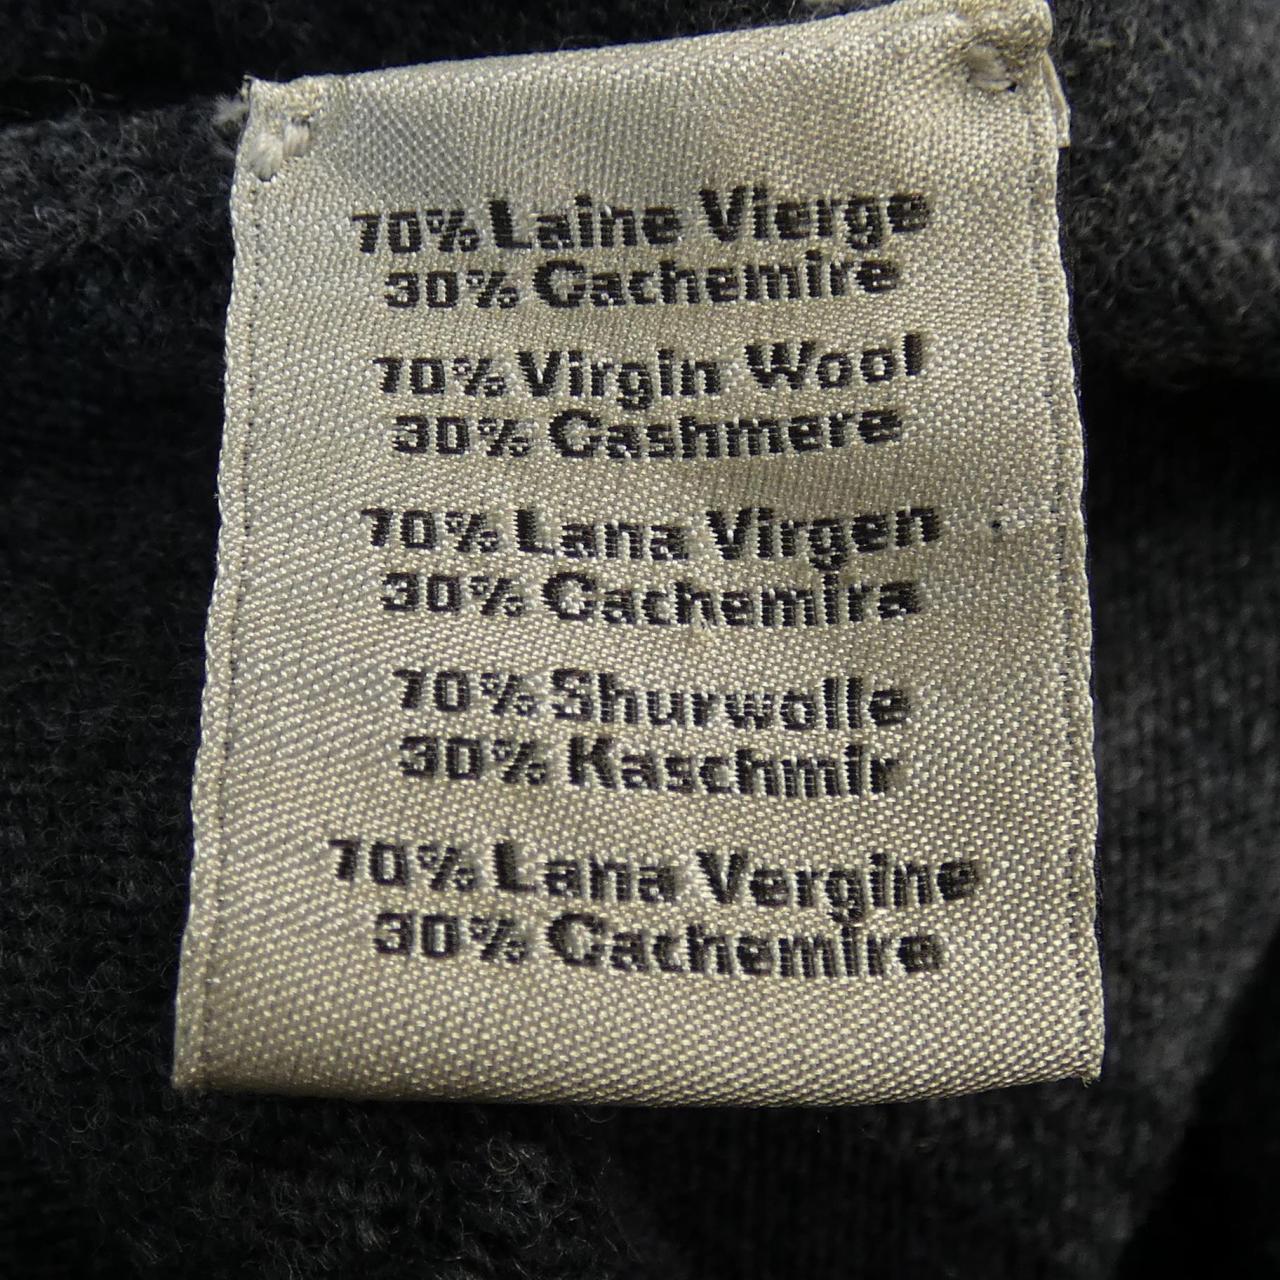 70% Laine Vierge
30% Cachemire
70% Virgin Wool
30% Cashmere
70% Lana Virgen
30% Cachemira
70% Shurwolle
30% Kaschmir
70% Lana Vergine
30% Cachemira